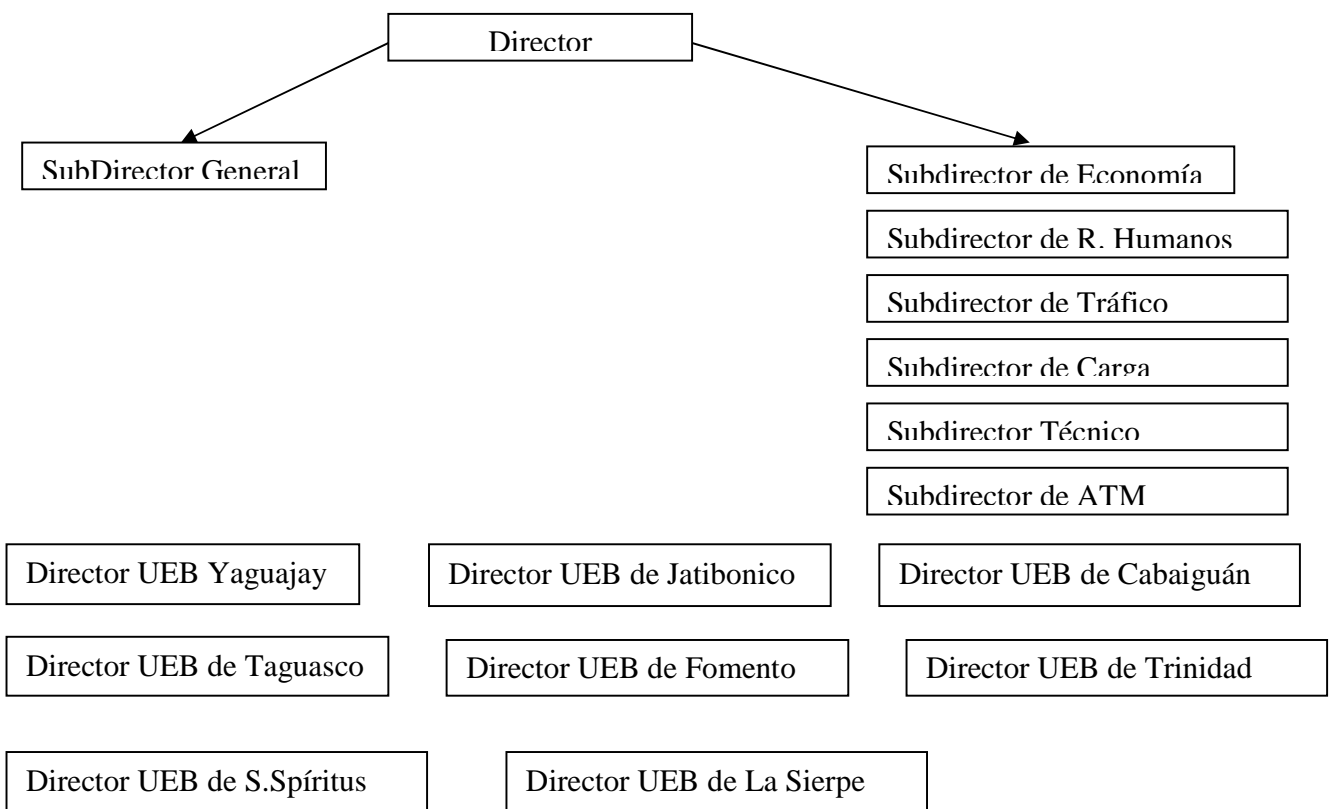 Director
SubDirector General
Subdirector de Economía
Subdirector de R. Humanos
Subdirector de Tráfico
Subdirector de Carga
Subdirector Técnico
Subdirector de ATM
Director UEB Yaguajay
Director UEB de Jatibonico
Director UEB de Cabaiguán
Director UEB de Taguasco
Director UEB de Fomento
Director UEB de Trinidad
Director UEB de S.Spíritus
Director UEB de La Sierpe